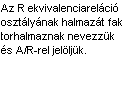 Az R ekvivalenciareláció
osztályának halmazát fak
torhalmaznak nevezzük
és A/R-rel jelöljük.